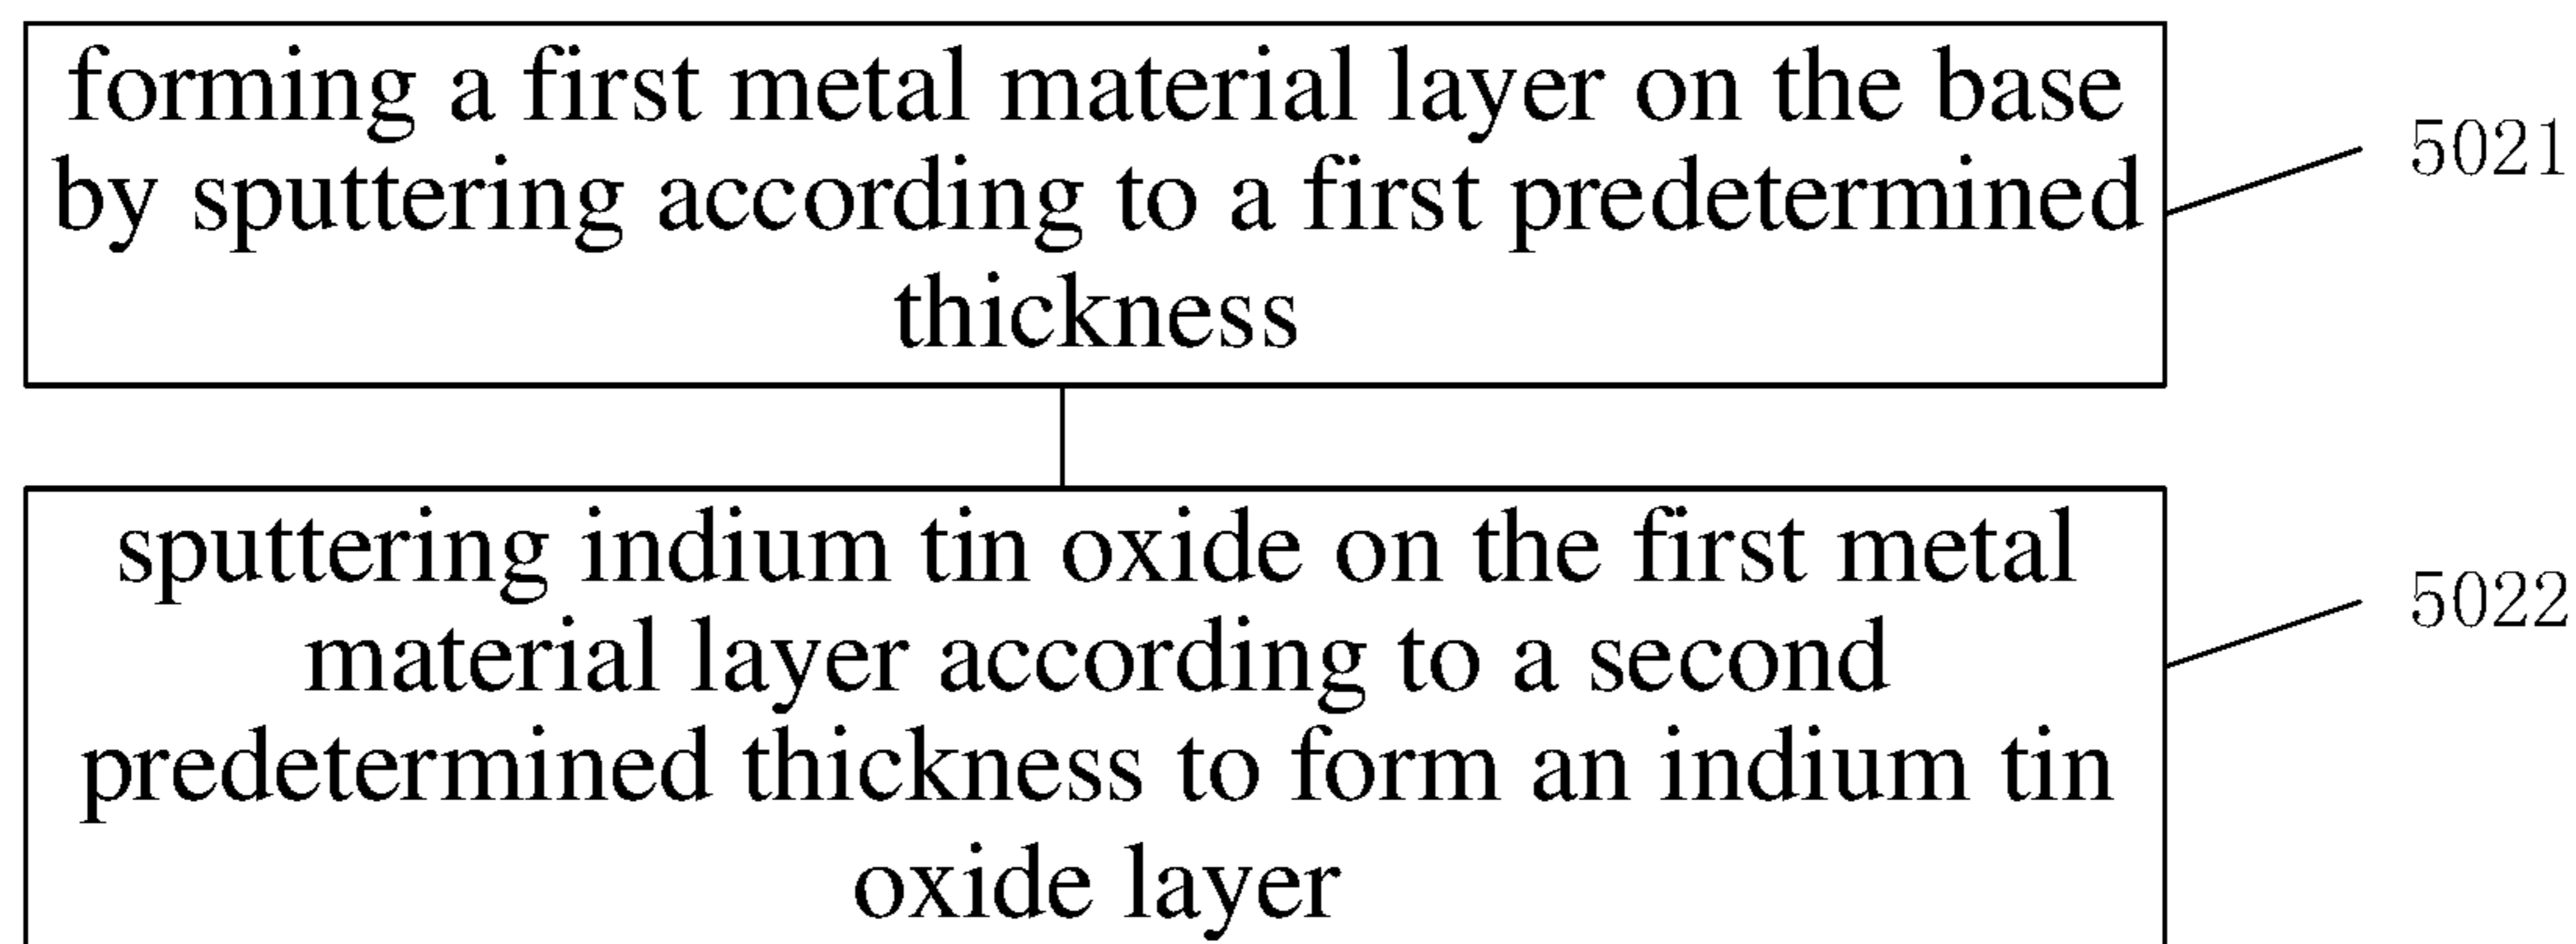 forming a first metal material layer on the base
by sputtering according to a first predetermined
thickness
5021
sputtering indium tin oxide on the first metal
material layer according to a second
predetermined thickness to form an indium tin
oxide layer
5022